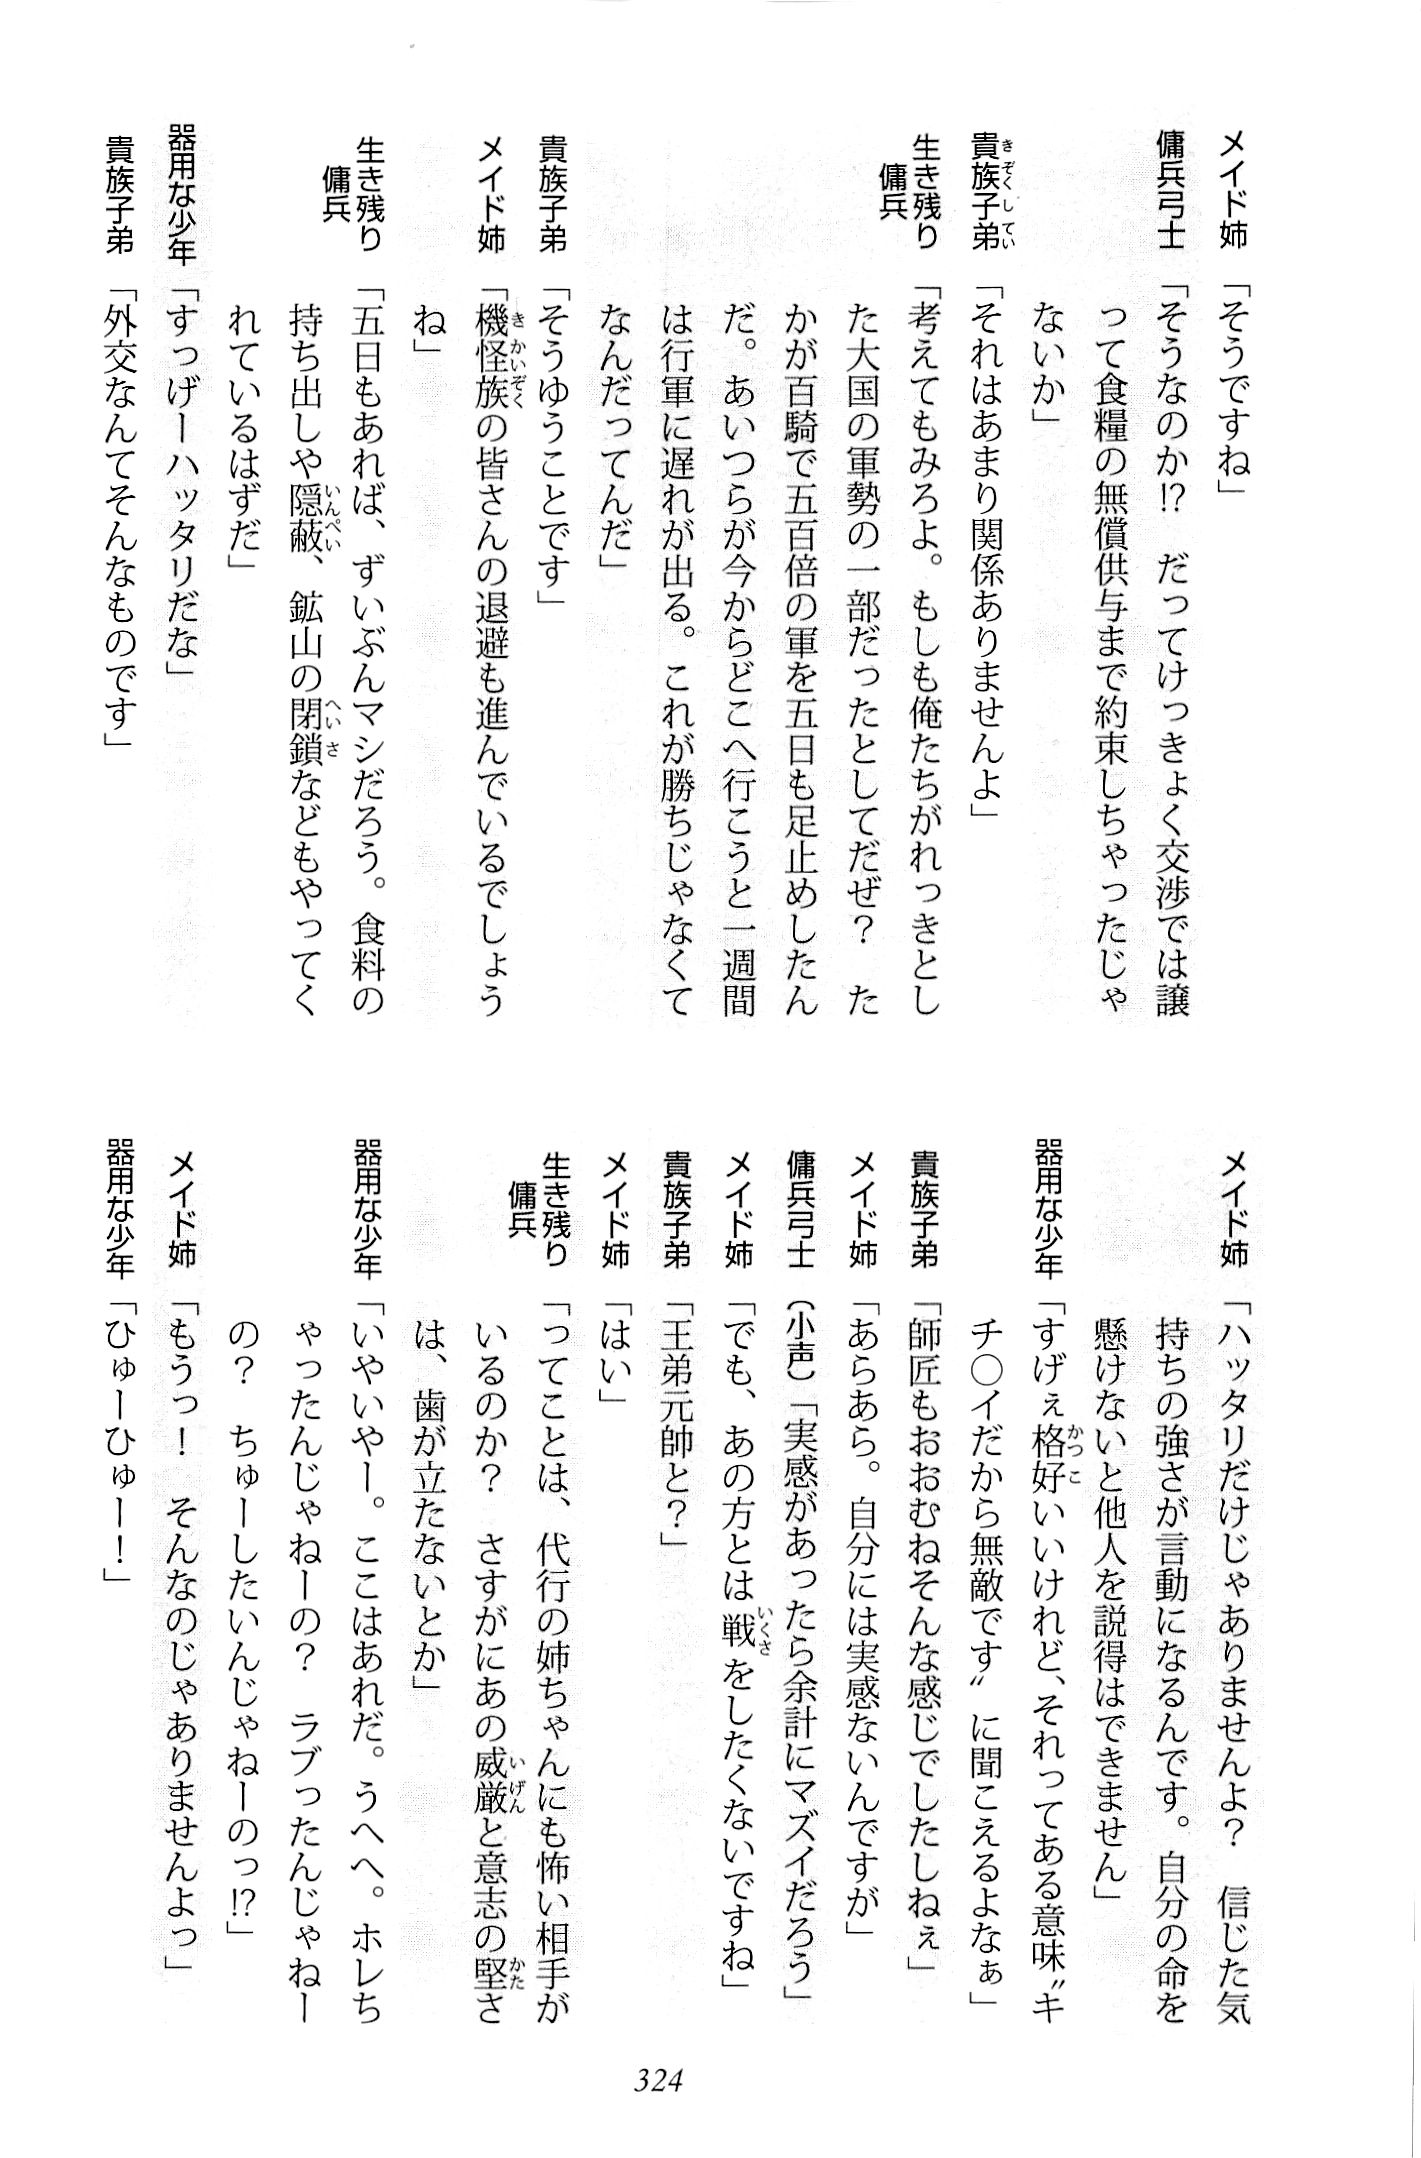 メイド姉「そうですね」
傭兵弓士「そうなのか!?　だってけっきょく交渉では譲
って食糧の無償供与まで約束しちゃったじゃ
ないか」
貴族子弟「それはあまり関係ありませんよ」
生き残り傭兵「考えてもみろよ。もしも俺たちがれっきとし
た大国の軍勢の一部だったとしてだぜ？　た
かが百騎で五百倍の軍を五日も足止めしたん
だ。あいつらが今からどこへ行こうと一週間
は行軍に遅れが出る。これが勝ちじゃなくて
なんだってんだ」
貴族子弟「そうゆうことです」
メイド姉「機怪族の皆さんの退避も進んでいるでしょう
ね」
生き残り傭兵「五日もあれば、ずいぶんマシだろう。食料の
持ち出しや隠蔽、鉱山の閉鎖などもやってく
れているはずだ」
器用な少年「すっげーハッタリだな」
貴族子弟「外交なんてそんなものです」
メイド姉「ハッタリだけじゃありませんよ？　信じた気
持ちの強さが言動になるんです。自分の命を
懸けないと他人を説得はできません」
器用な少年「すげぇ格好いいけれど、それってある意味〝キ
チ○イだから無敵です〟に聞こえるよなぁ」
貴族子弟「師匠もおおむねそんな感じでしたしねぇ」
メイド姉「あらあら。自分には実感ないんですが」
傭兵弓士（小声）「実感があったら余計にマズイだろう」
メイド姉「でも、あの方とは戦をしたくないですね」
貴族子弟「王弟元帥と？」
メイド姉「はい」
生き残り傭兵「ってことは、代行の姉ちゃんにも怖い相手が
いるのか？　さすがにあの威厳と意志の堅さ
は、歯が立たないとか」
器用な少年「いやいやー。ここはあれだ。うへへ。ホレち
ゃったんじゃねーの？　ラブったんじゃねー
の？　ちゅーしたいんじゃねーのっ!?」
メイド姉「もうっ！　そんなのじゃありませんよっ」
器用な少年「ひゅーひゅー！」
324